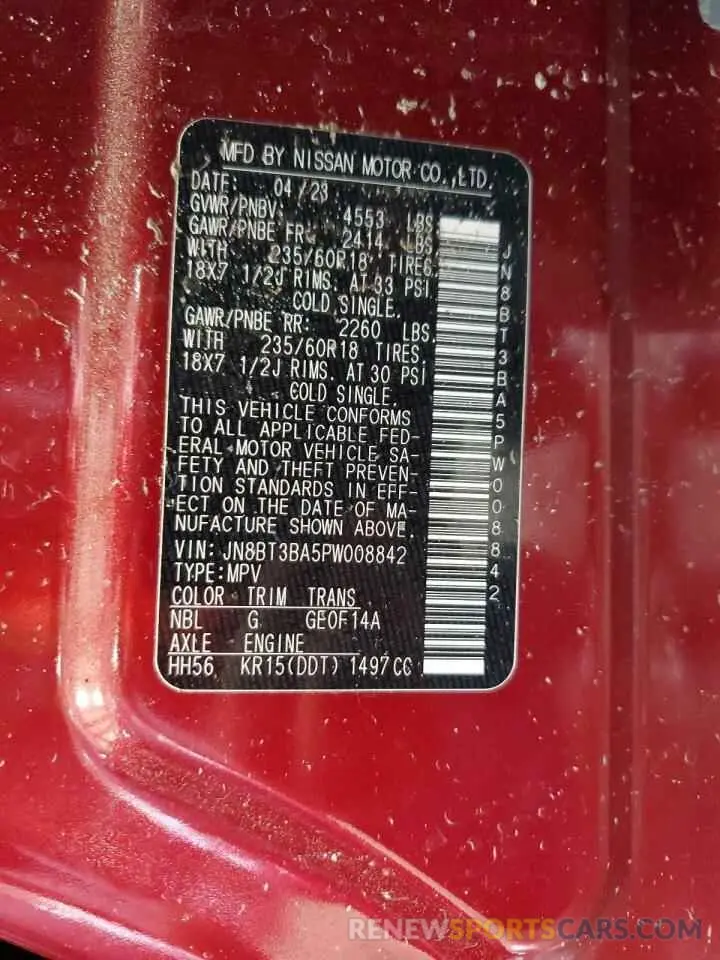 MFD BY NISSAN MOTOR CO.,LTD.
DATE: 04/23
GVWR/PNBV: 4553 LBS
GAWR/PNBE FR: 2414 LBS
WITH 235/60R18 TIRES.
18X7 1/2J RIMS. AT 33 PSI
COLD SINGLE.
GAWR/PNBE RR: 2260 LBS.
WITH 235/60R18 TIRES.
18X7 1/2J RIMS. AT 30 PSI
COLD SINGLE.
THIS VEHICLE CONFORMS
TO ALL APPLICABLE FED-
ERAL MOTOR VEHICLE SA-
FETY AND THEFT PREVEN-
TION STANDARDS IN EFF-
ECT ON THE DATE OF MA-
NUFACTURE SHOWN ABOVE.
VIN: JN8BT3BA5PW008842
TYPE:MPV
COLOR TRIM TRANS
NBL G GE0F14A
AXLE ENGINE
HH56 KR15(DDT) 1497CC
JN8BT3BA5PW008842
RENEWSPORTSCARS.COM